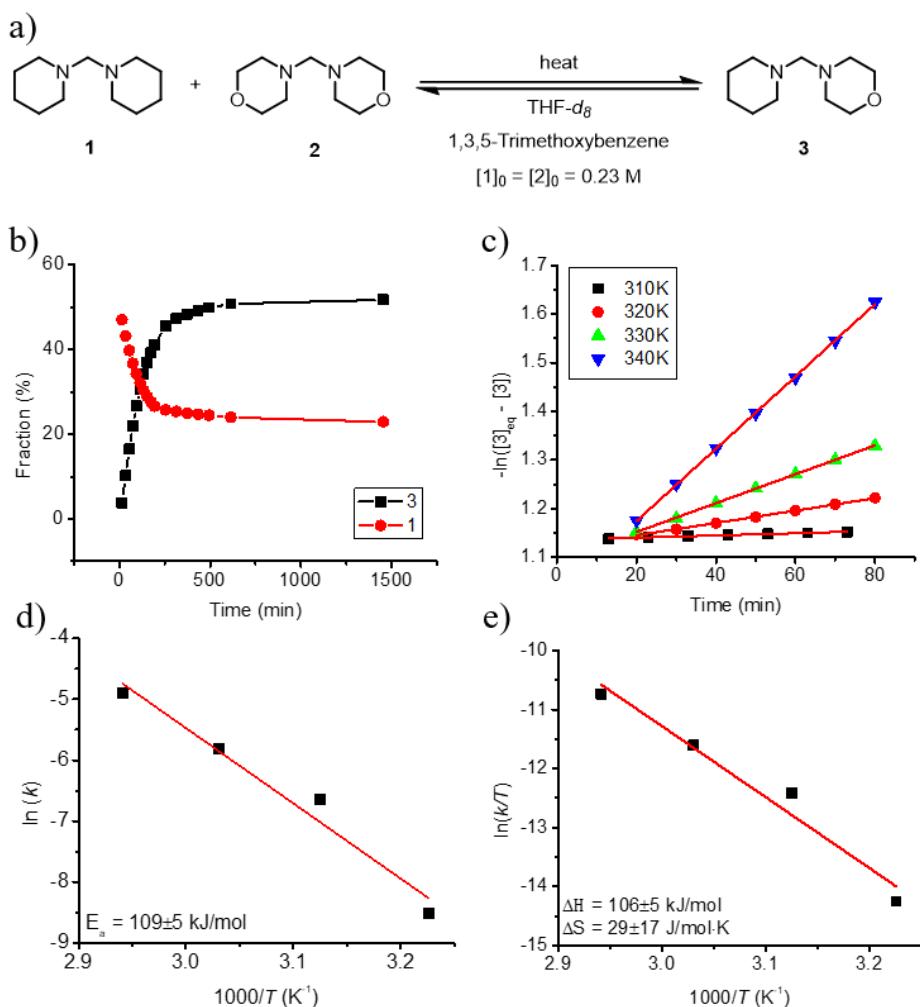 a)
N N
1
+
N N
O O
2
heat
THF-d8
1,3,5-Trimethoxybenzene
[1]0 = [2]0 = 0.23 M
N N
O
3
b)
60
40
20
0
Fraction (%)
3
1
0 500 1000 1500
Time (min)
c)
1.7
1.6
1.5
1.4
1.3
1.2
1.1
-ln([3]eq - [3])
310K
320K
330K
340K
0 20 40 60 80
Time (min)
d)
-4
-5
-6
-7
-8
-9
ln (k)
Ea = 109±5 kJ/mol
2.9 3.0 3.1 3.2
1000/T (K-1)
e)
-10
-11
-12
-13
-14
-15
ln(k/T)
ΔH = 106±5 kJ/mol
ΔS = 29±17 J/mol·K
2.9 3.0 3.1 3.2
1000/T (K-1)